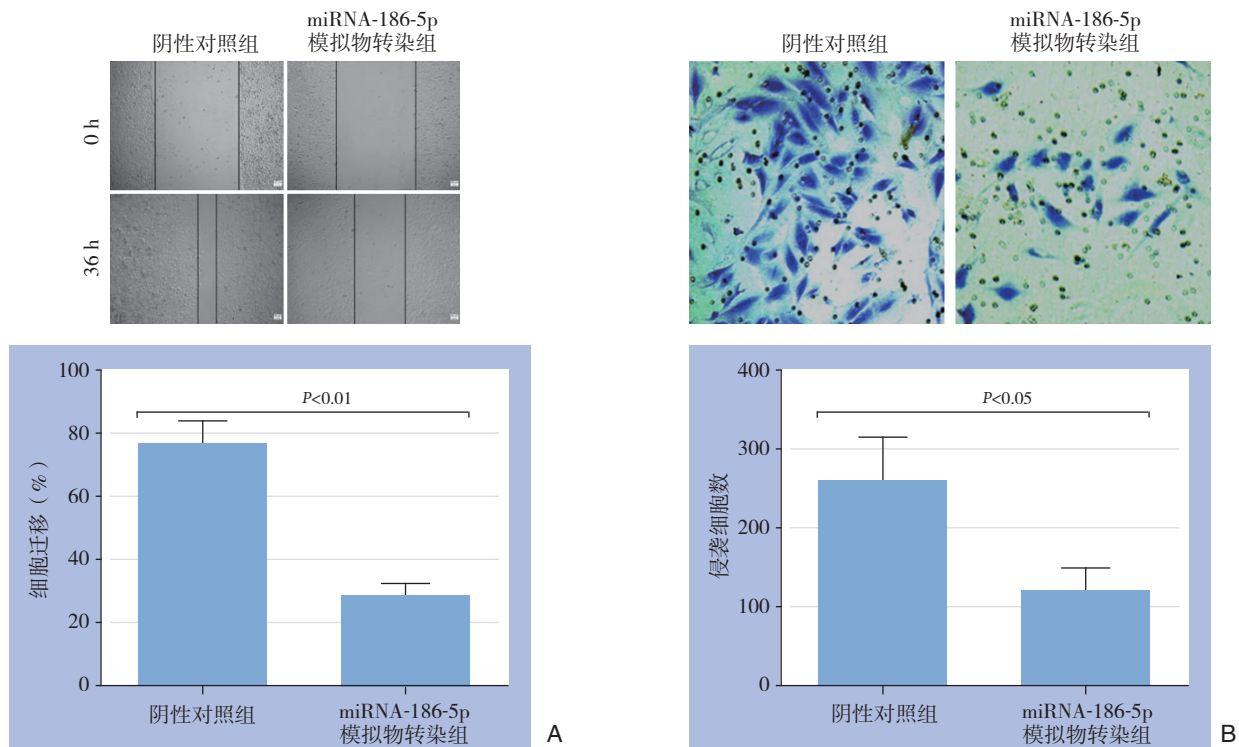 阴性对照组
miRNA-186-5p
模拟物转染组
0 h
36 h
100
80
60
40
20
0
细胞迁移（%）
P<0.01
阴性对照组
miRNA-186-5p
模拟物转染组
A
阴性对照组
miRNA-186-5p
模拟物转染组
400
300
200
100
0
侵袭细胞数
P<0.05
阴性对照组
miRNA-186-5p
模拟物转染组
B